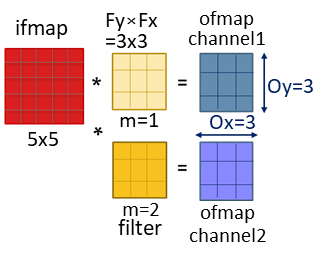 ifmap
Fy×Fx
=3x3
ofmap
channel1
*
=
Oy=3
5x5
m=1
Ox=3
*
=
m=2
filter
ofmap
channel2